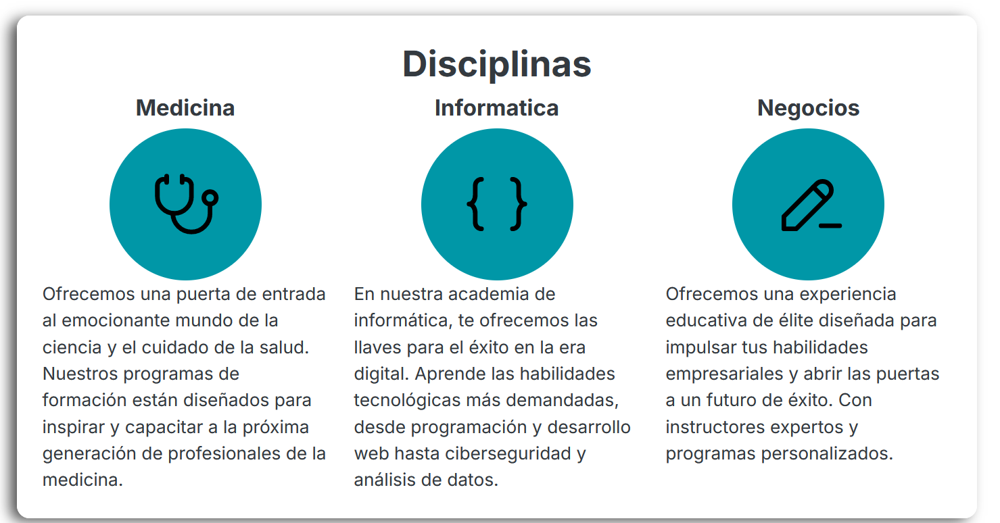 Disciplinas
Medicina
Ofrecemos una puerta de entrada
al emocionante mundo de la
ciencia y el cuidado de la salud.
Nuestros programas de
formación están diseñados para
inspirar y capacitar a la próxima
generación de profesionales de la
medicina.
Informatica
{ }
En nuestra academia de
informática, te ofrecemos las
llaves para el éxito en la era
digital. Aprende las habilidades
tecnológicas más demandadas,
desde programación y desarrollo
web hasta ciberseguridad y
análisis de datos.
Negocios
Ofrecemos una experiencia
educativa de élite diseñada para
impulsar tus habilidades
empresariales y abrir las puertas
a un futuro de éxito. Con
instructores expertos y
programas personalizados.